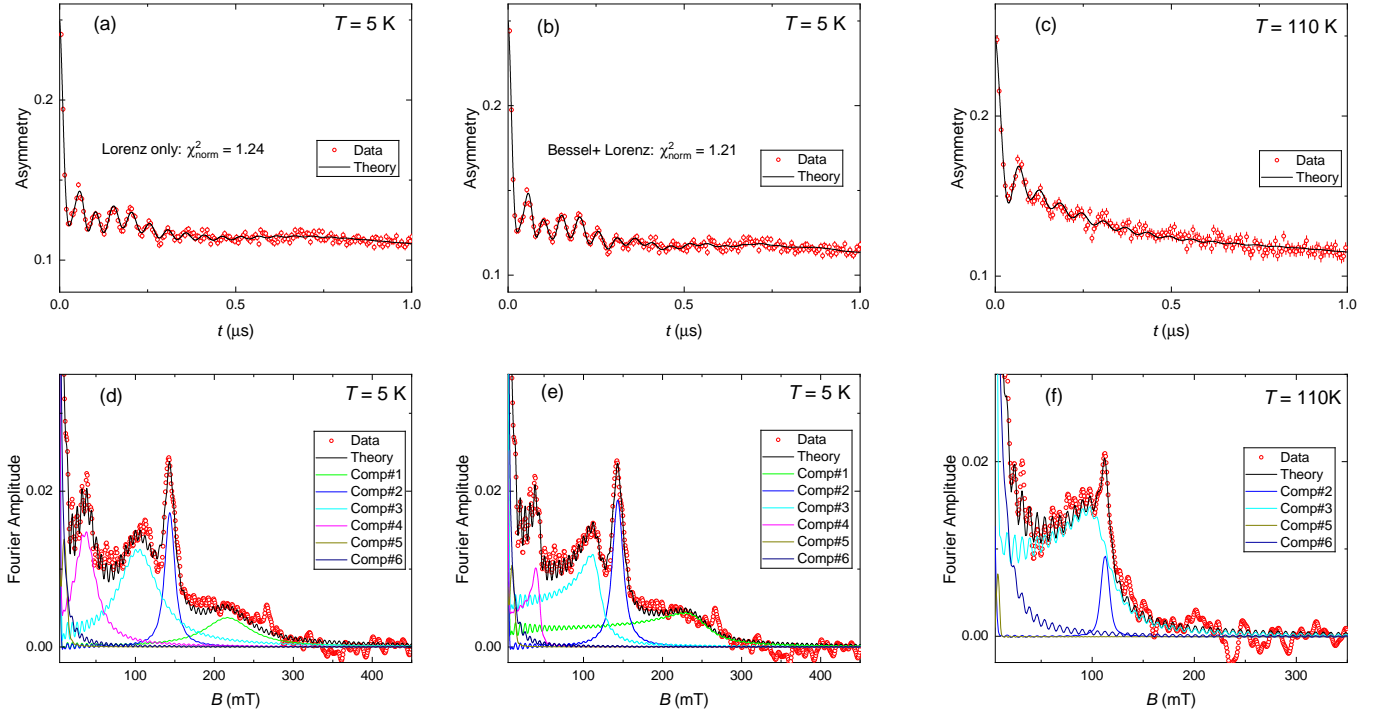 (a)
T = 5 K
Asymmetry
0.2
0.1
Lorenz only: χ²norm = 1.24
Data
Theory
0.0
0.5
1.0
t (μs)
(b)
T = 5 K
Asymmetry
0.2
0.1
Bessel+ Lorenz: χ²norm = 1.21
Data
Theory
0.0
0.5
1.0
t (μs)
(c)
T = 110 K
Asymmetry
0.2
0.1
Data
Theory
0.0
0.5
1.0
t (μs)
(d)
T = 5 K
Fourier Amplitude
0.02
0.00
Data
Theory
Comp#1
Comp#2
Comp#3
Comp#4
Comp#5
Comp#6
100
200
300
400
B (mT)
(e)
T = 5 K
Fourier Amplitude
0.02
0.00
Data
Theory
Comp#1
Comp#2
Comp#3
Comp#4
Comp#5
Comp#6
100
200
300
400
B (mT)
(f)
T = 110K
Fourier Amplitude
0.02
0.00
Data
Theory
Comp#2
Comp#3
Comp#5
Comp#6
100
200
300
B (mT)